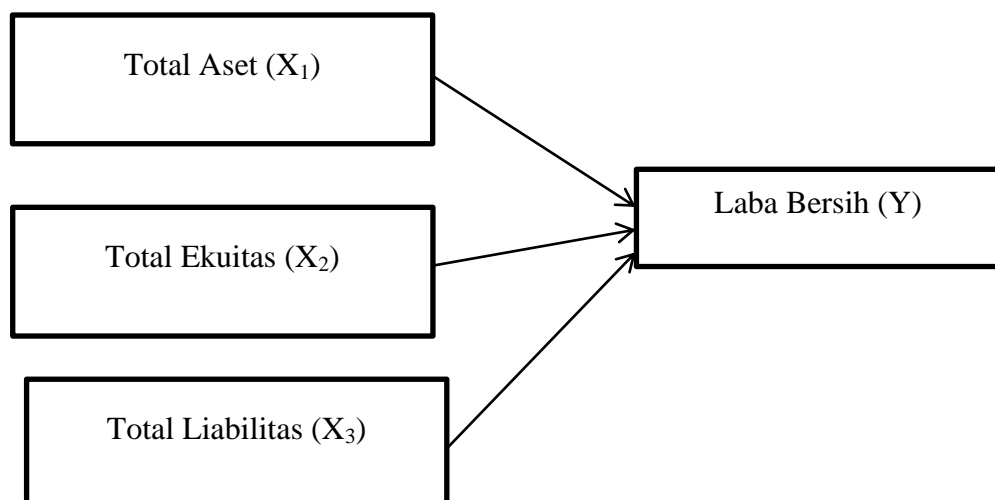 Total Aset (X₁)
Laba Bersih (Y)
Total Ekuitas (X₂)
Total Liabilitas (X₃)